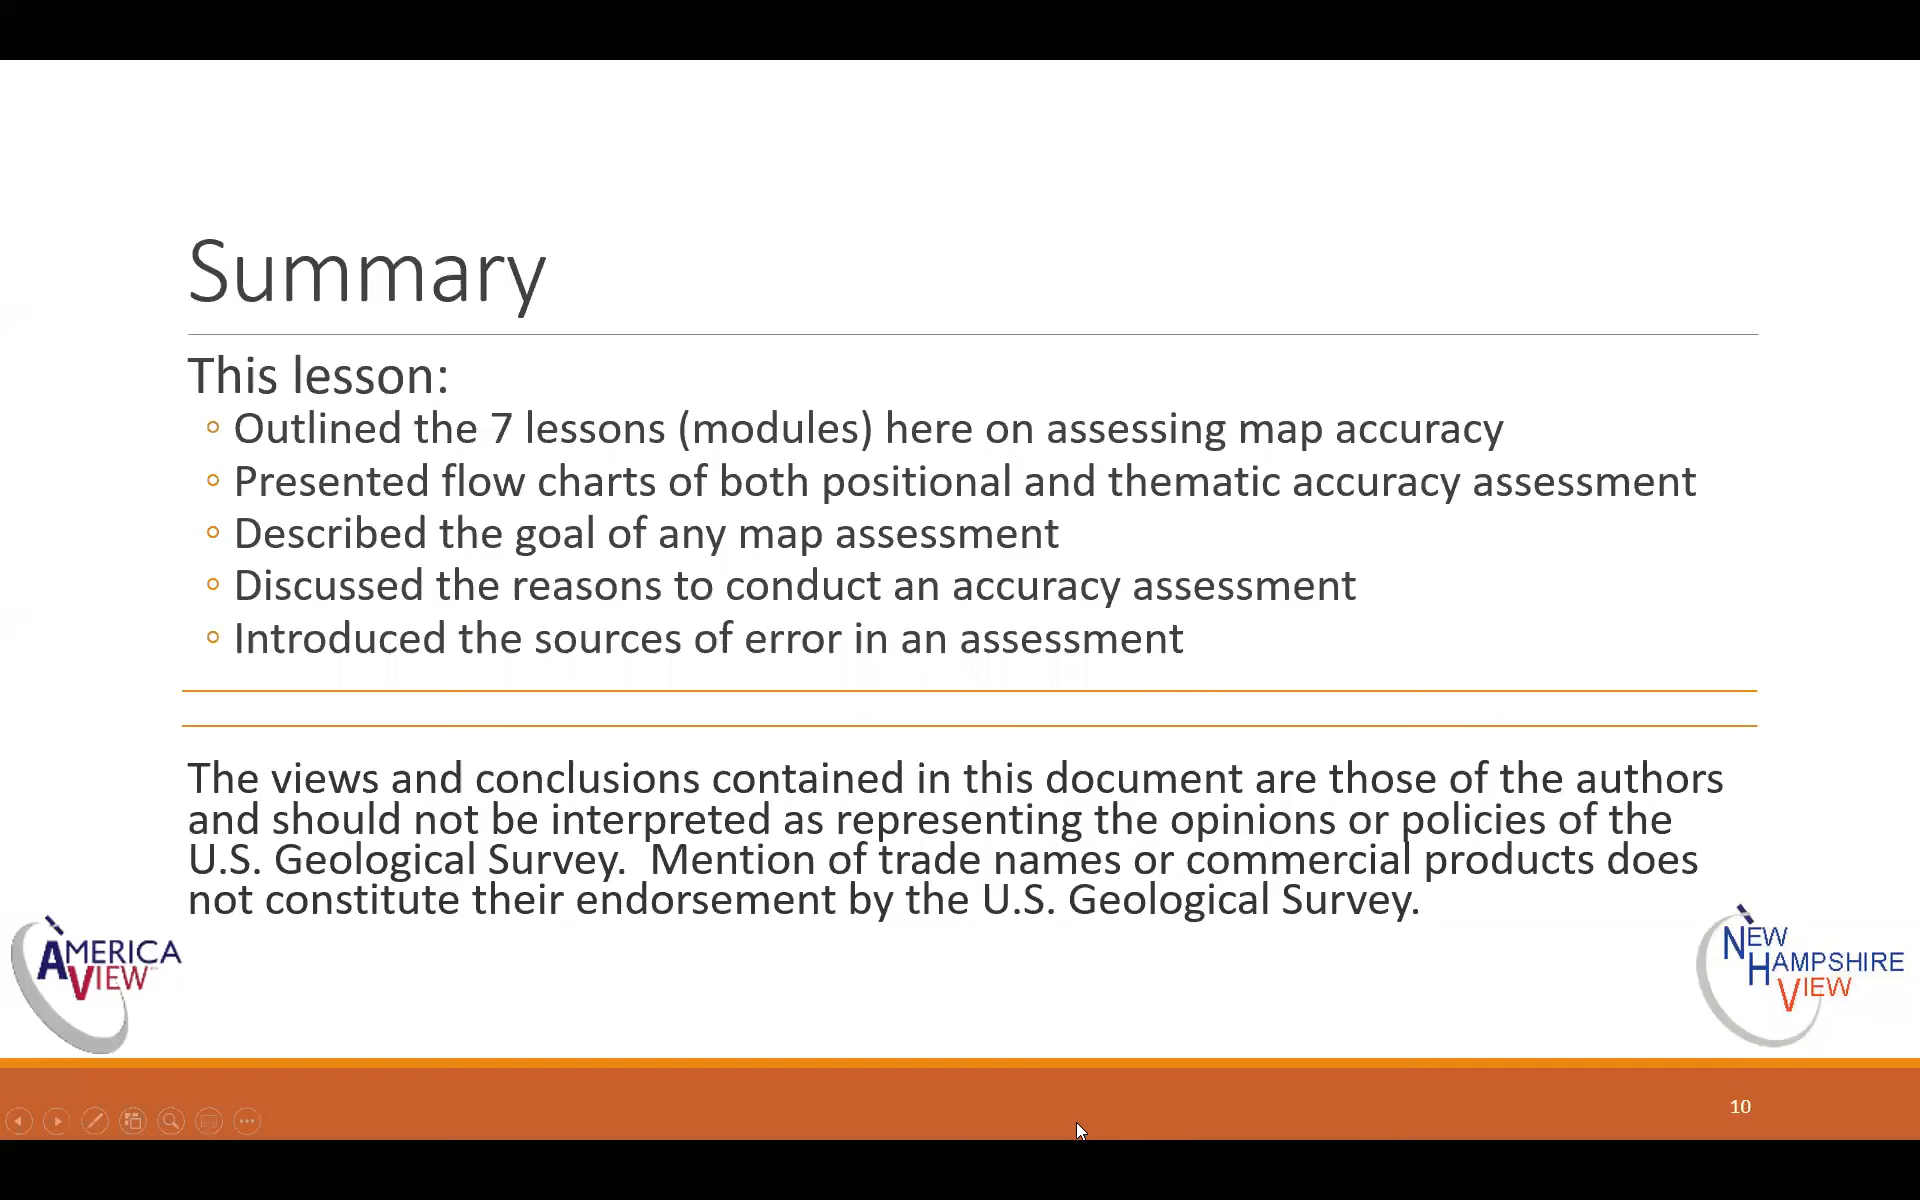 Summary
This lesson:
◦ Outlined the 7 lessons (modules) here on assessing map accuracy
◦ Presented flow charts of both positional and thematic accuracy assessment
◦ Described the goal of any map assessment
◦ Discussed the reasons to conduct an accuracy assessment
◦ Introduced the sources of error in an assessment
The views and conclusions contained in this document are those of the authors
and should not be interpreted as representing the opinions or policies of the
U.S. Geological Survey.  Mention of trade names or commercial products does
not constitute their endorsement by the U.S. Geological Survey.
AMERICA
VIEW
NEW
HAMPSHIRE
VIEW
10